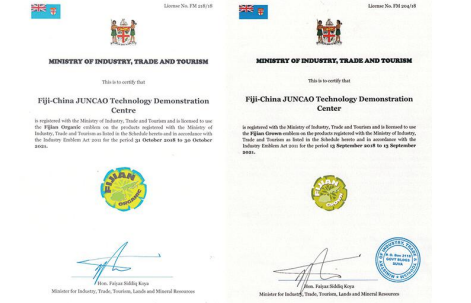 License No. FM 218/18
MINISTRY OF INDUSTRY, TRADE AND TOURISM
This is to certify that
Fiji-China JUNCAO Technology Demonstration
Centre
is registered with the Ministry of Industry, Trade and Tourism and is licensed to use
the Fijian Organic emblem on the products registered with the Ministry of
Industry, Trade and Tourism as listed in the Schedule hereto and in accordance with
the Industry Emblem Act 2011 for the period 31 October 2018 to 30 October
2021.
FIJIAN
ORGANIC
Hon. Faiyaz Siddiq Koya
Minister for Industry, Trade, Tourism, Lands and Mineral Resources
License No. FM 204/18
MINISTRY OF INDUSTRY, TRADE AND TOURISM
This is to certify that
Fiji-China JUNCAO Technology Demonstration
Center
is registered with the Ministry of Industry, Trade and Tourism and is licensed to use
the Fijian Grown emblem on the products registered with the Ministry of Industry,
Trade and Tourism as listed in the Schedule hereto and in accordance with the
Industry Emblem Act 2011 for the period 13 September 2018 to 13 September
2021.
FIJIAN
GROWN
GOVT BLDGS
SUVA
Hon. Faiyaz Siddiq Koya
Minister for Industry, Trade, Tourism, Lands and Mineral Resources